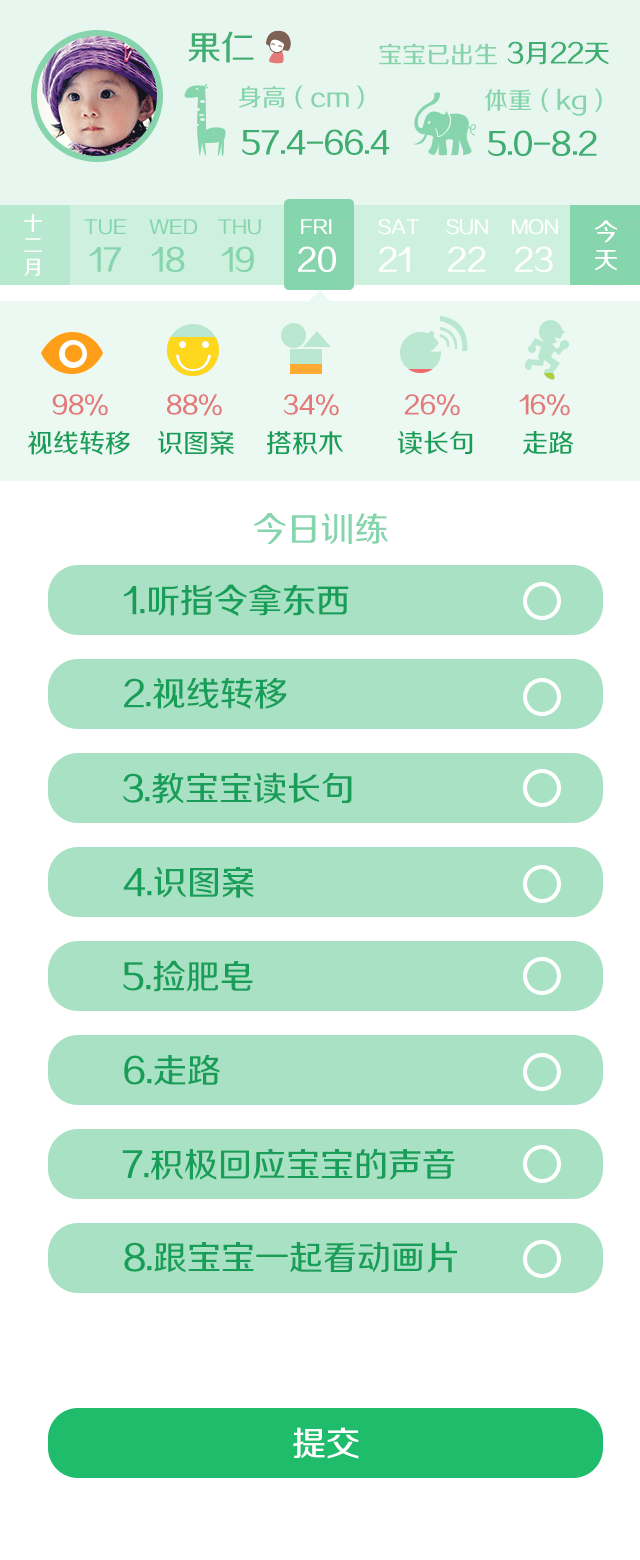 果仁
宝宝已出生 3月22天
身高（cm） 体重（kg）
57.4-66.4 5.0-8.2
十二月
TUE WED THU FRI SAT SUN MON
17 18 19 20 21 22 23
今天
98% 88% 34% 26% 16%
视线转移 识图案 搭积木 读长句 走路
今日训练
1.听指令拿东西
2.视线转移
3.教宝宝读长句
4.识图案
5.捡肥皂
6.走路
7.积极回应宝宝的声音
8.跟宝宝一起看动画片
提交